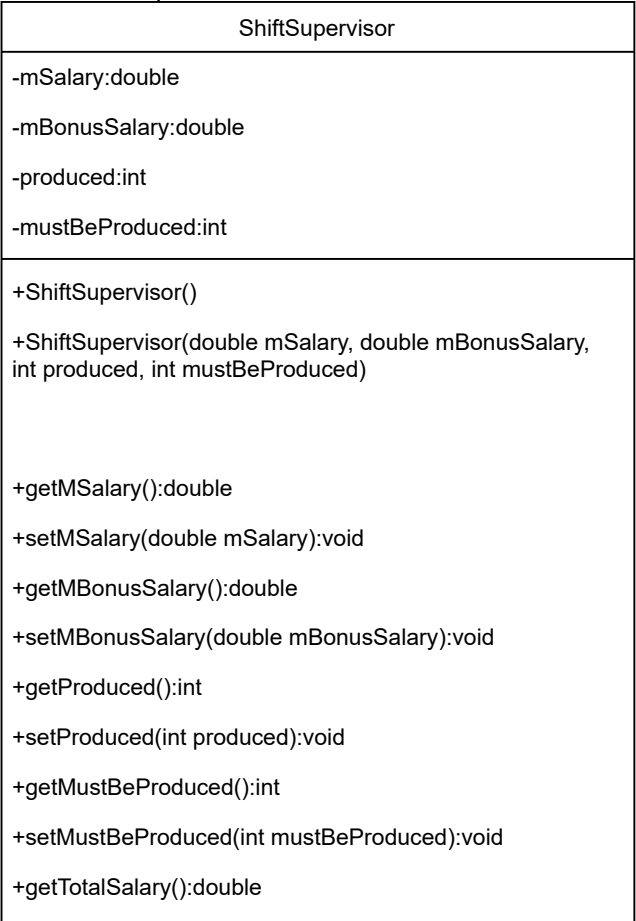 ShiftSupervisor
-mSalary:double
-mBonusSalary:double
-produced:int
-mustBeProduced:int
+ShiftSupervisor()
+ShiftSupervisor(double mSalary, double mBonusSalary,
int produced, int mustBeProduced)
+getMSalary():double
+setMSalary(double mSalary):void
+getMBonusSalary():double
+setMBonusSalary(double mBonusSalary):void
+getProduced():int
+setProduced(int produced):void
+getMustBeProduced():int
+setMustBeProduced(int mustBeProduced):void
+getTotalSalary():double